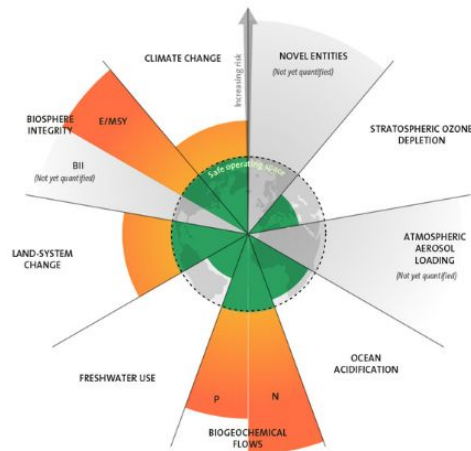 CLIMATE CHANGE
Increasing risk
NOVEL ENTITIES
(Not yet quantified)
STRATOSPHERIC OZONE
DEPLETION
ATMOSPHERIC
AEROSOL
LOADING
(Not yet quantified)
OCEAN
ACIDIFICATION
N
P
BIOGEOCHEMICAL
FLOWS
FRESHWATER USE
LAND-SYSTEM
CHANGE
BIOSPHERE
INTEGRITY
E/MSY
BII
(Not yet quantified)
Safe operating space